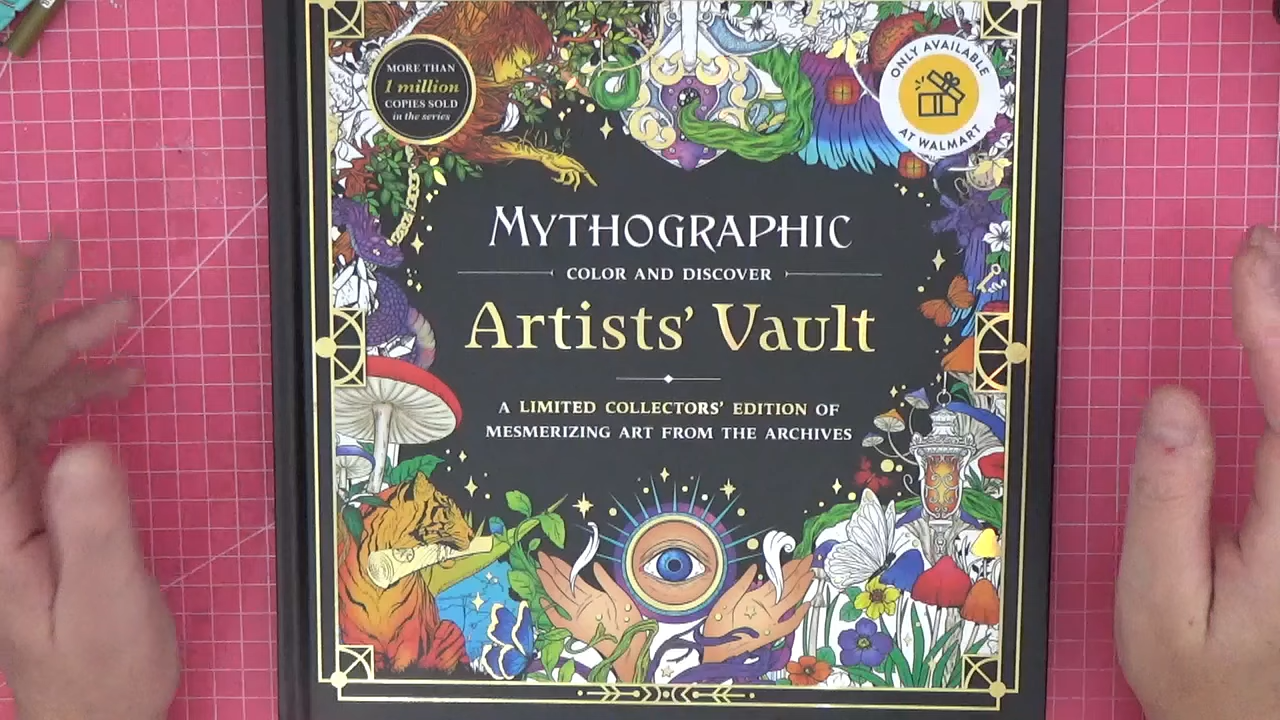 MORE THAN
1 million
COPIES SOLD
in the series
ONLY AVAILABLE
AT WALMART
MYTHOGRAPHIC
COLOR AND DISCOVER
Artists' Vault
A LIMITED COLLECTORS' EDITION OF
MESMERIZING ART FROM THE ARCHIVES